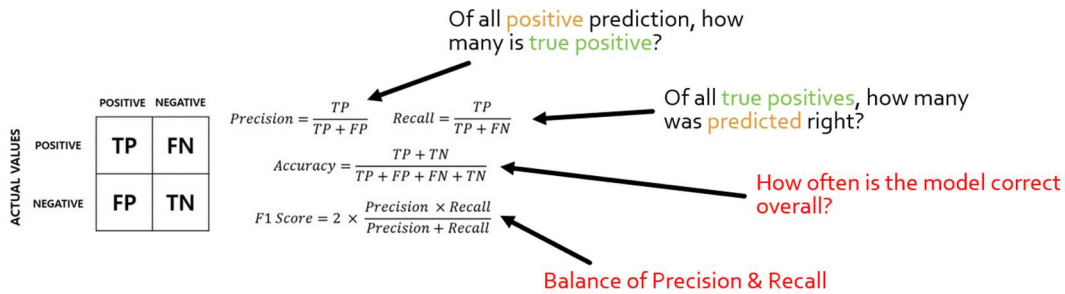 Of all positive prediction, how
many is true positive?
POSITIVE NEGATIVE
ACTUAL VALUES
POSITIVE TP FN
NEGATIVE FP TN
Precision = TP / TP + FP Recall = TP / TP + FN
Of all true positives, how many
was predicted right?
Accuracy = TP + TN / TP + FP + FN + TN
How often is the model correct
overall?
F1 Score = 2 × Precision × Recall / Precision + Recall
Balance of Precision & Recall